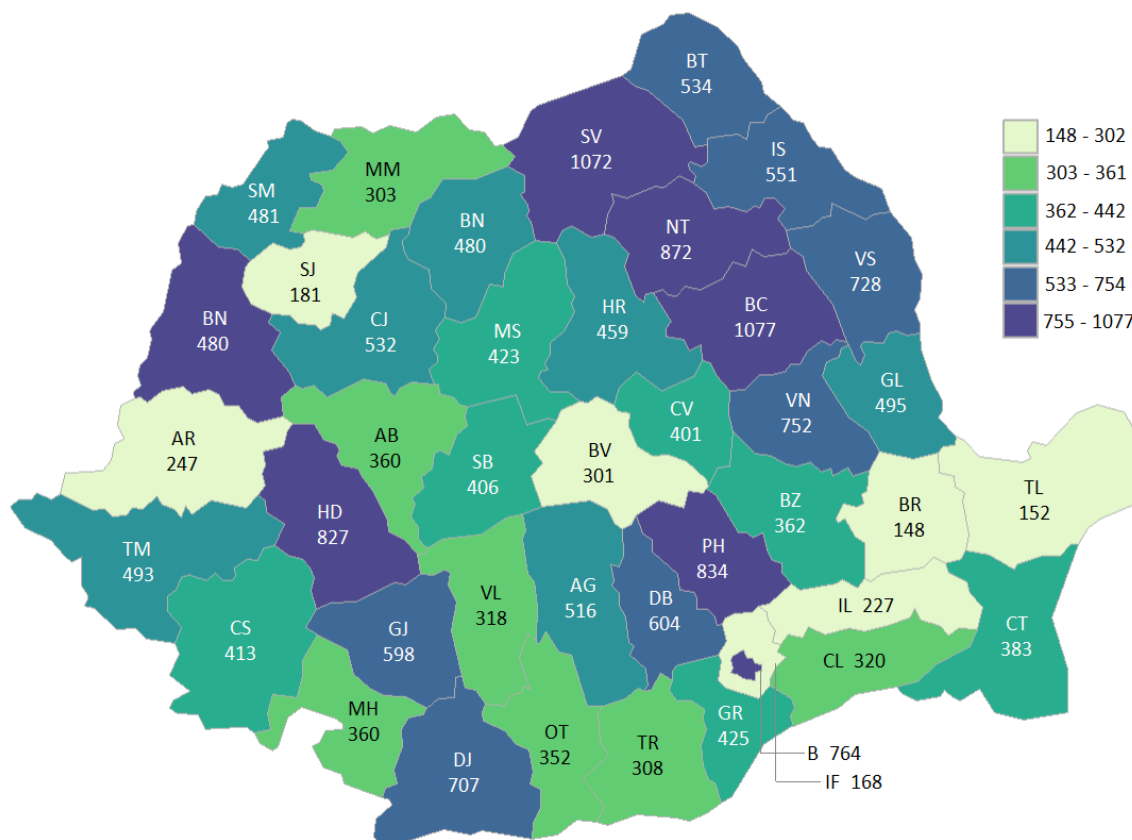 BT
534
SV
1072
IS
551
MM
303
SM
481
BN
480
NT
872
VS
728
SJ
181
BN
480
CJ
532
MS
423
HR
459
BC
1077
GL
495
AR
247
AB
360
SB
406
BV
301
CV
401
VN
752
HD
827
BZ
362
BR
148
TL
152
TM
493
CS
413
GJ
598
VL
318
AG
516
DB
604
PH
834
IL 227
CL 320
CT
383
MH
360
DJ
707
OT
352
TR
308
GR
425
B 764
IF 168
148 - 302
303 - 361
362 - 442
442 - 532
533 - 754
755 - 1077